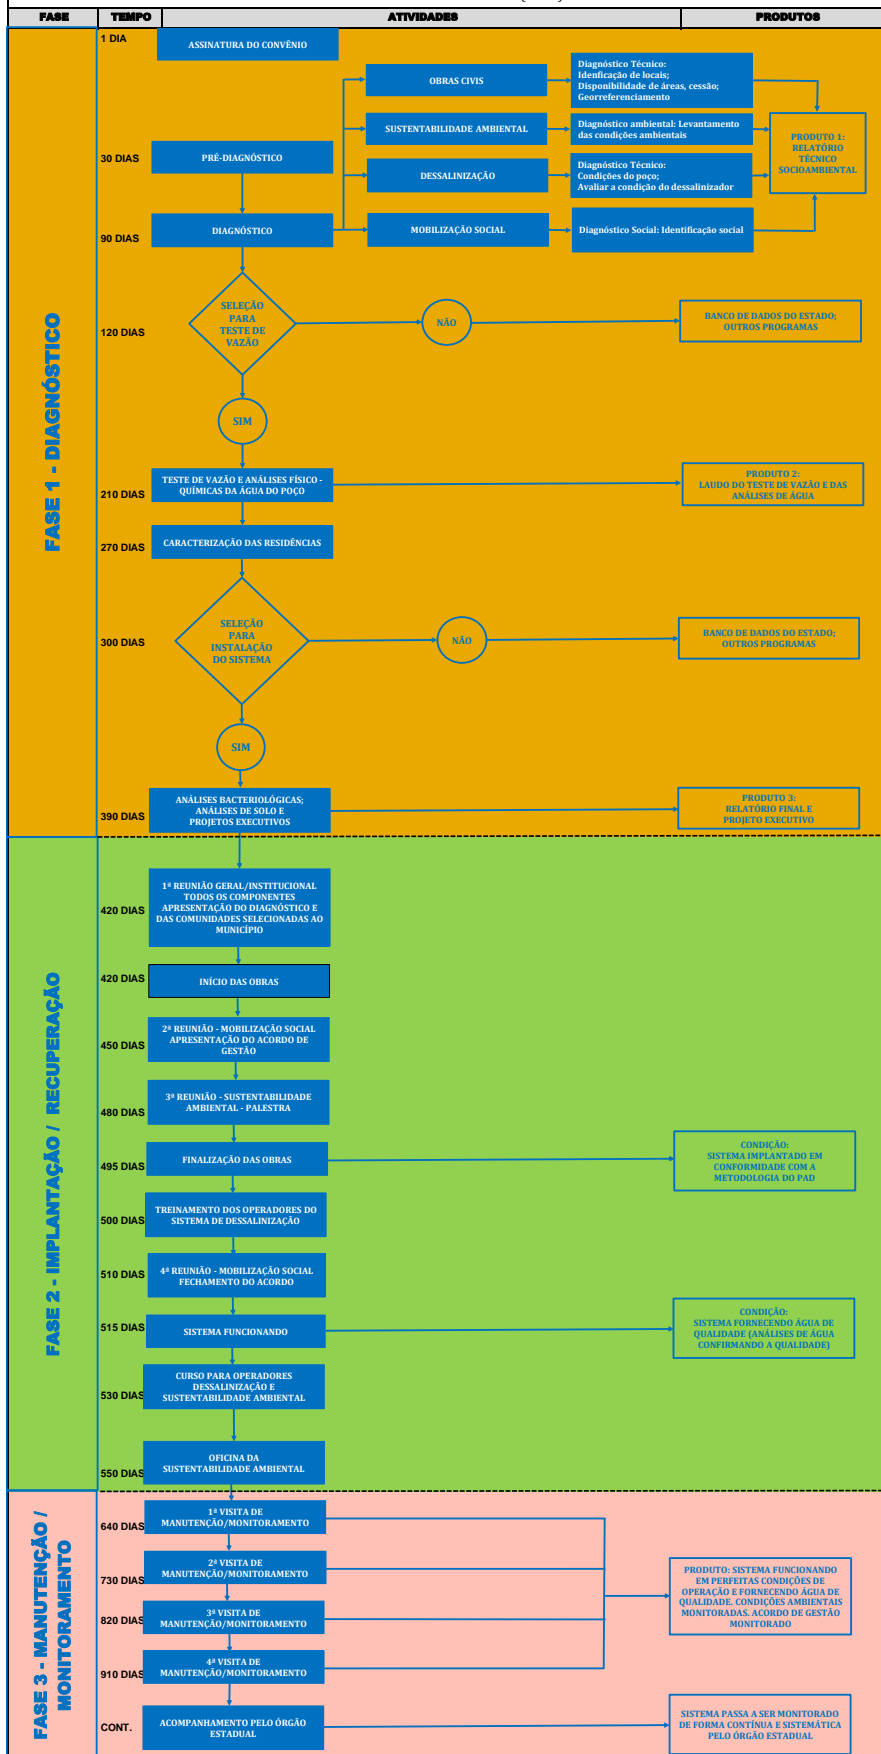 FASE
TEMPO
ATIVIDADES
PRODUTOS
FASE 1 - DIAGNÓSTICO
1 DIA
ASSINATURA DO CONVÊNIO
OBRAS CIVIS
Diagnóstico Técnico:
Idenficação de locais;
Disponibilidade de áreas, cessão;
Georreferenciamento
SUSTENTABILIDADE AMBIENTAL
Diagnóstico ambiental: Levantamento
das condições ambientais
PRODUTO 1:
RELATÓRIO
TÉCNICO
SOCIOAMBIENTAL
30 DIAS
PRÉ-DIAGNÓSTICO
DESSALINIZAÇÃO
Diagnóstico Técnico:
Condições do poço;
Avaliar a condição do dessalinizador
90 DIAS
DIAGNÓSTICO
MOBILIZAÇÃO SOCIAL
Diagnóstico Social: Identificação social
120 DIAS
SELEÇÃO
PARA
TESTE DE
VAZÃO
NÃO
BANCO DE DADOS DO ESTADO;
OUTROS PROGRAMAS
SIM
210 DIAS
TESTE DE VAZÃO E ANÁLISES FÍSICO -
QUÍMICAS DA ÁGUA DO POÇO
PRODUTO 2:
LAUDO DO TESTE DE VAZÃO E DAS
ANÁLISES DE ÁGUA
270 DIAS
CARACTERIZAÇÃO DAS RESIDÊNCIAS
300 DIAS
SELEÇÃO
PARA
INSTALAÇÃO
DO SISTEMA
NÃO
BANCO DE DADOS DO ESTADO;
OUTROS PROGRAMAS
SIM
390 DIAS
ANÁLISES BACTERIOLÓGICAS;
ANÁLISES DE SOLO E
PROJETOS EXECUTIVOS
PRODUTO 3:
RELATÓRIO FINAL E
PROJETO EXECUTIVO
FASE 2 - IMPLANTAÇÃO / RECUPERAÇÃO
420 DIAS
1ª REUNIÃO GERAL/INSTITUCIONAL
TODOS OS COMPONENTES
APRESENTAÇÃO DO DIAGNÓSTICO E
DAS COMUNIDADES SELECIONADAS AO
MUNICÍPIO
420 DIAS
INÍCIO DAS OBRAS
450 DIAS
2ª REUNIÃO - MOBILIZAÇÃO SOCIAL
APRESENTAÇÃO DO ACORDO DE
GESTÃO
480 DIAS
3ª REUNIÃO - SUSTENTABILIDADE
AMBIENTAL - PALESTRA
495 DIAS
FINALIZAÇÃO DAS OBRAS
CONDIÇÃO:
SISTEMA IMPLANTADO EM
CONFORMIDADE COM A
METODOLOGIA DO PAD
500 DIAS
TREINAMENTO DOS OPERADORES DO
SISTEMA DE DESSALINIZAÇÃO
510 DIAS
4ª REUNIÃO - MOBILIZAÇÃO SOCIAL
FECHAMENTO DO ACORDO
515 DIAS
SISTEMA FUNCIONANDO
CONDIÇÃO:
SISTEMA FORNECENDO ÁGUA DE
QUALIDADE (ANÁLISES DE ÁGUA
CONFIRMANDO A QUALIDADE)
530 DIAS
CURSO PARA OPERADORES
DESSALINIZAÇÃO E
SUSTENTABILIDADE AMBIENTAL
550 DIAS
OFICINA DA
SUSTENTABILIDADE AMBIENTAL
FASE 3 - MANUTENÇÃO /
MONITORAMENTO
640 DIAS
1ª VISITA DE
MANUTENÇÃO/MONITORAMENTO
730 DIAS
2ª VISITA DE
MANUTENÇÃO/MONITORAMENTO
PRODUTO: SISTEMA FUNCIONANDO
EM PERFEITAS CONDIÇÕES DE
OPERAÇÃO E FORNECENDO ÁGUA DE
QUALIDADE. CONDIÇÕES AMBIENTAIS
MONITORADAS. ACORDO DE GESTÃO
MONITORADO
820 DIAS
3ª VISITA DE
MANUTENÇÃO/MONITORAMENTO
910 DIAS
4ª VISITA DE
MANUTENÇÃO/MONITORAMENTO
CONT.
ACOMPANHAMENTO PELO ÓRGÃO
ESTADUAL
SISTEMA PASSA A SER MONITORADO
DE FORMA CONTÍNUA E SISTEMÁTICA
PELO ÓRGÃO ESTADUAL